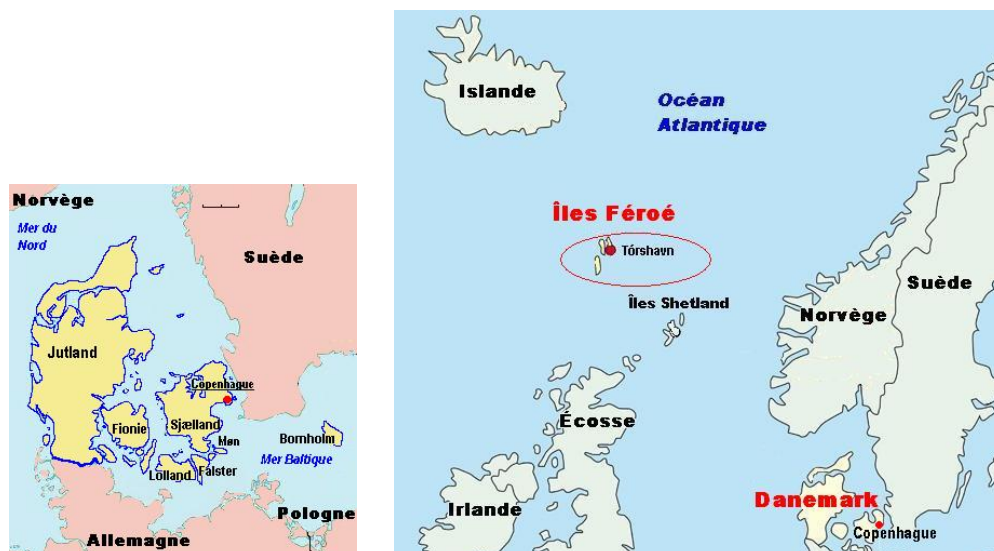 Norvège
Mer du
Nord
Suède
Jutland
Copenhague
Fionie
Sjælland
Møn
Bornholm
Lolland
Falster
Mer Baltique
Pologne
Allemagne
Islande
Océan
Atlantique
Îles Féroé
Tórshavn
Îles Shetland
Suède
Norvège
Écosse
Irlande
Danemark
Copenhague